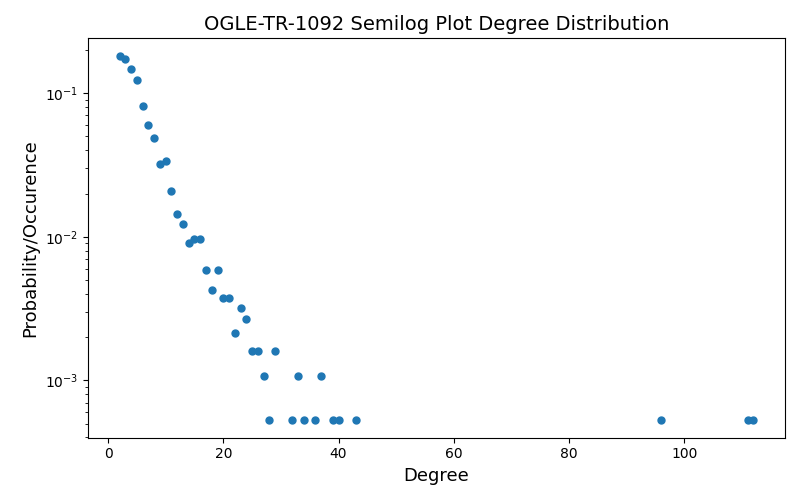 OGLE-TR-1092 Semilog Plot Degree Distribution
Probability/Occurence
10⁻¹
10⁻²
10⁻³
0 20 40 60 80 100
Degree